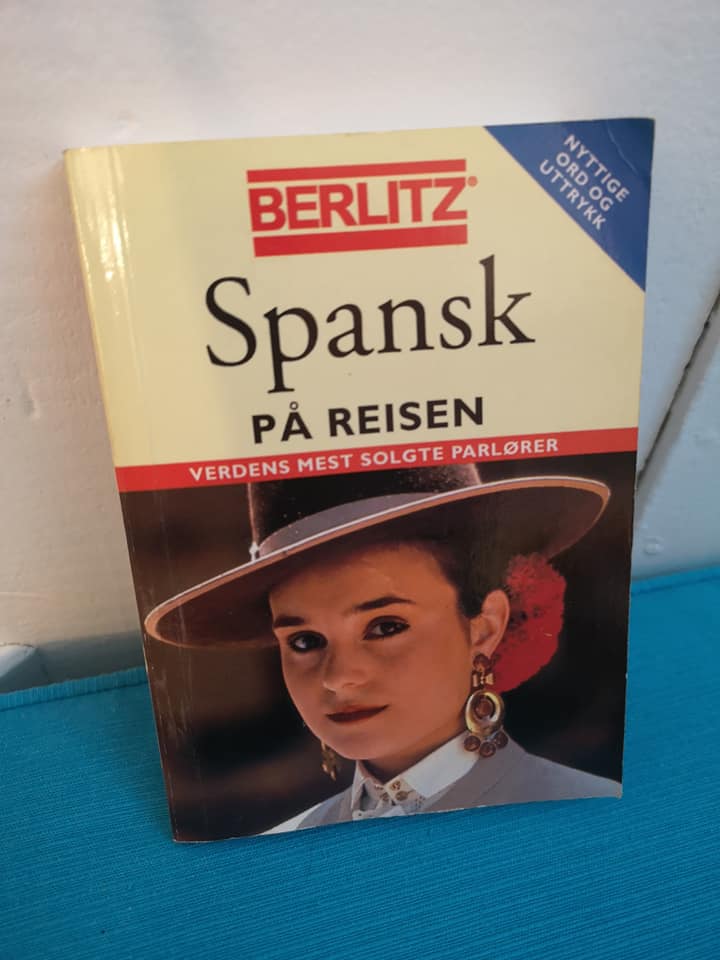 NYTTIGE
ORD OG
UTTRYKK
BERLITZ®
Spansk
PÅ REISEN
VERDENS MEST SOLGTE PARLØRER